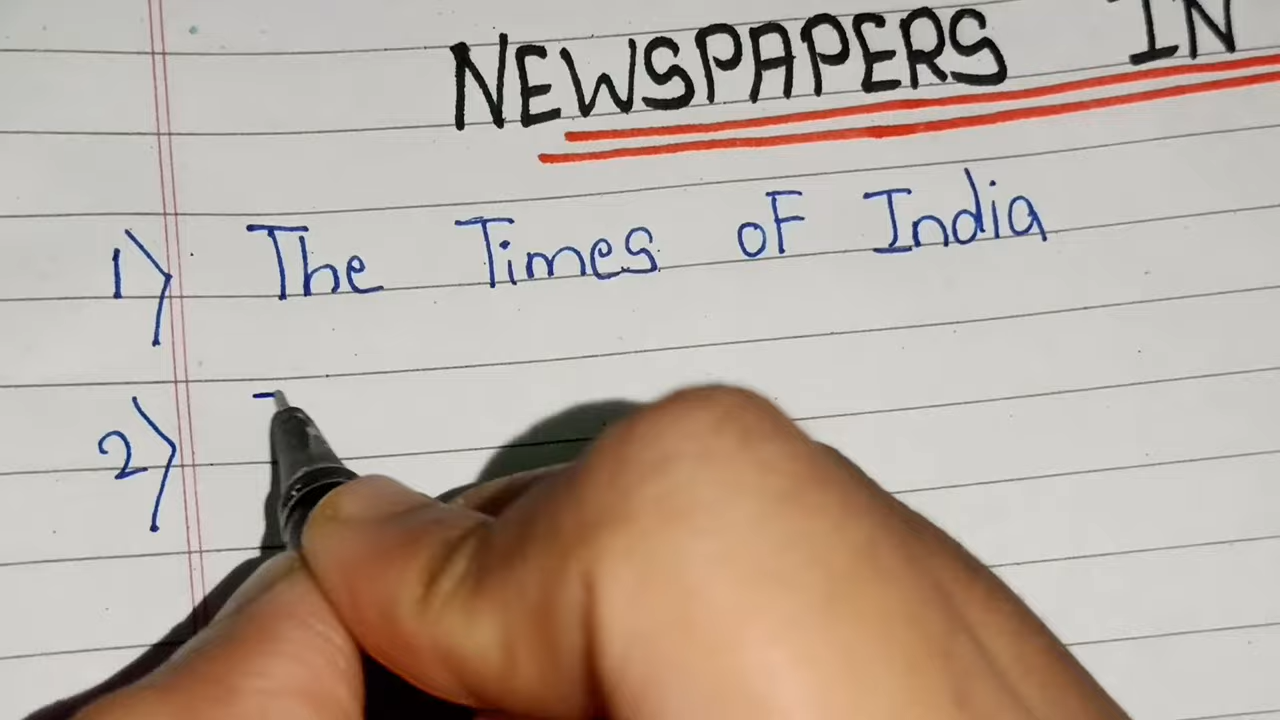 NEWSPAPERS IN
1) The Times of India
2)